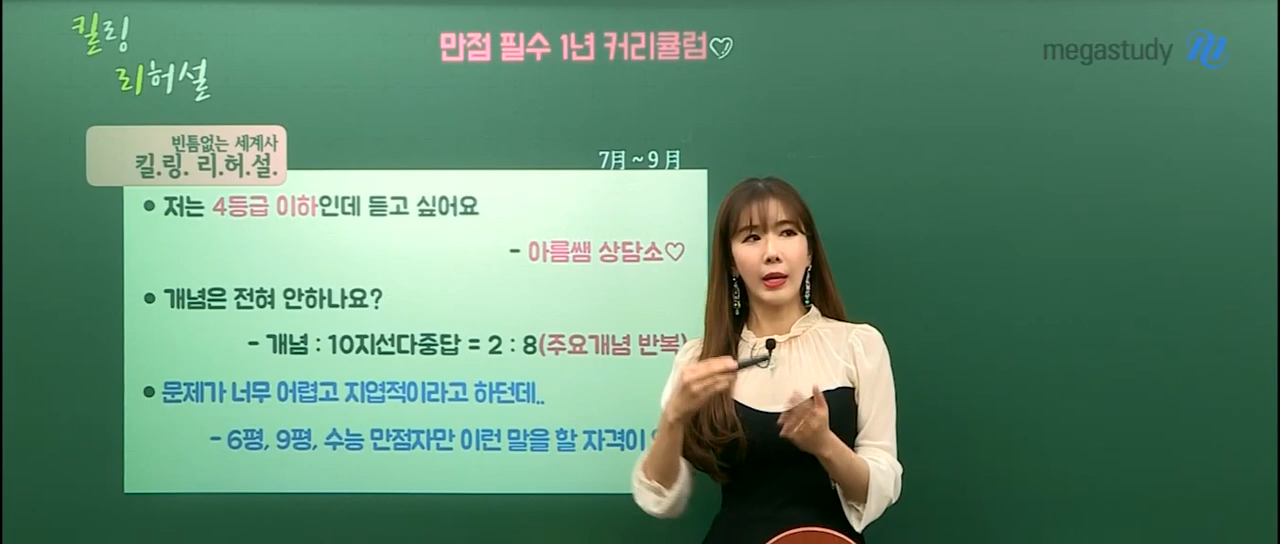 킬링
리허설
만점 필수 1년 커리큘럼♡
megastudy
빈틈없는 세계사
킬.링. 리.허.설.
7月~9月
● 저는 4등급 이하인데 듣고 싶어요
- 아름쌤 상담소♡
● 개념은 전혀 안하나요?
- 개념 : 10지선다중답 = 2 : 8(주요개념 반복)
● 문제가 너무 어렵고 지엽적이라고 하던데..
- 6평, 9평, 수능 만점자만 이런 말을 할 자격이